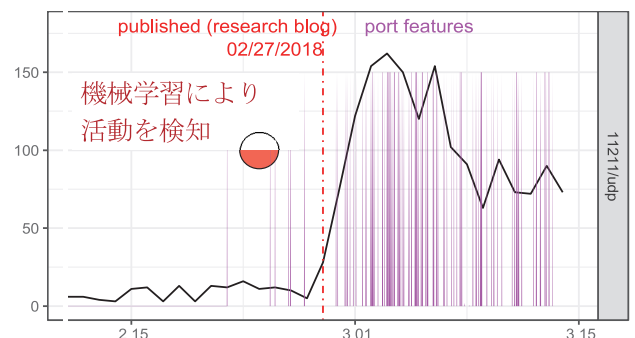 published (research blog)
port features
02/27/2018
機械学習により
活動を検知
150
100
50
0
2.15
3.01
3.15
11211/udp